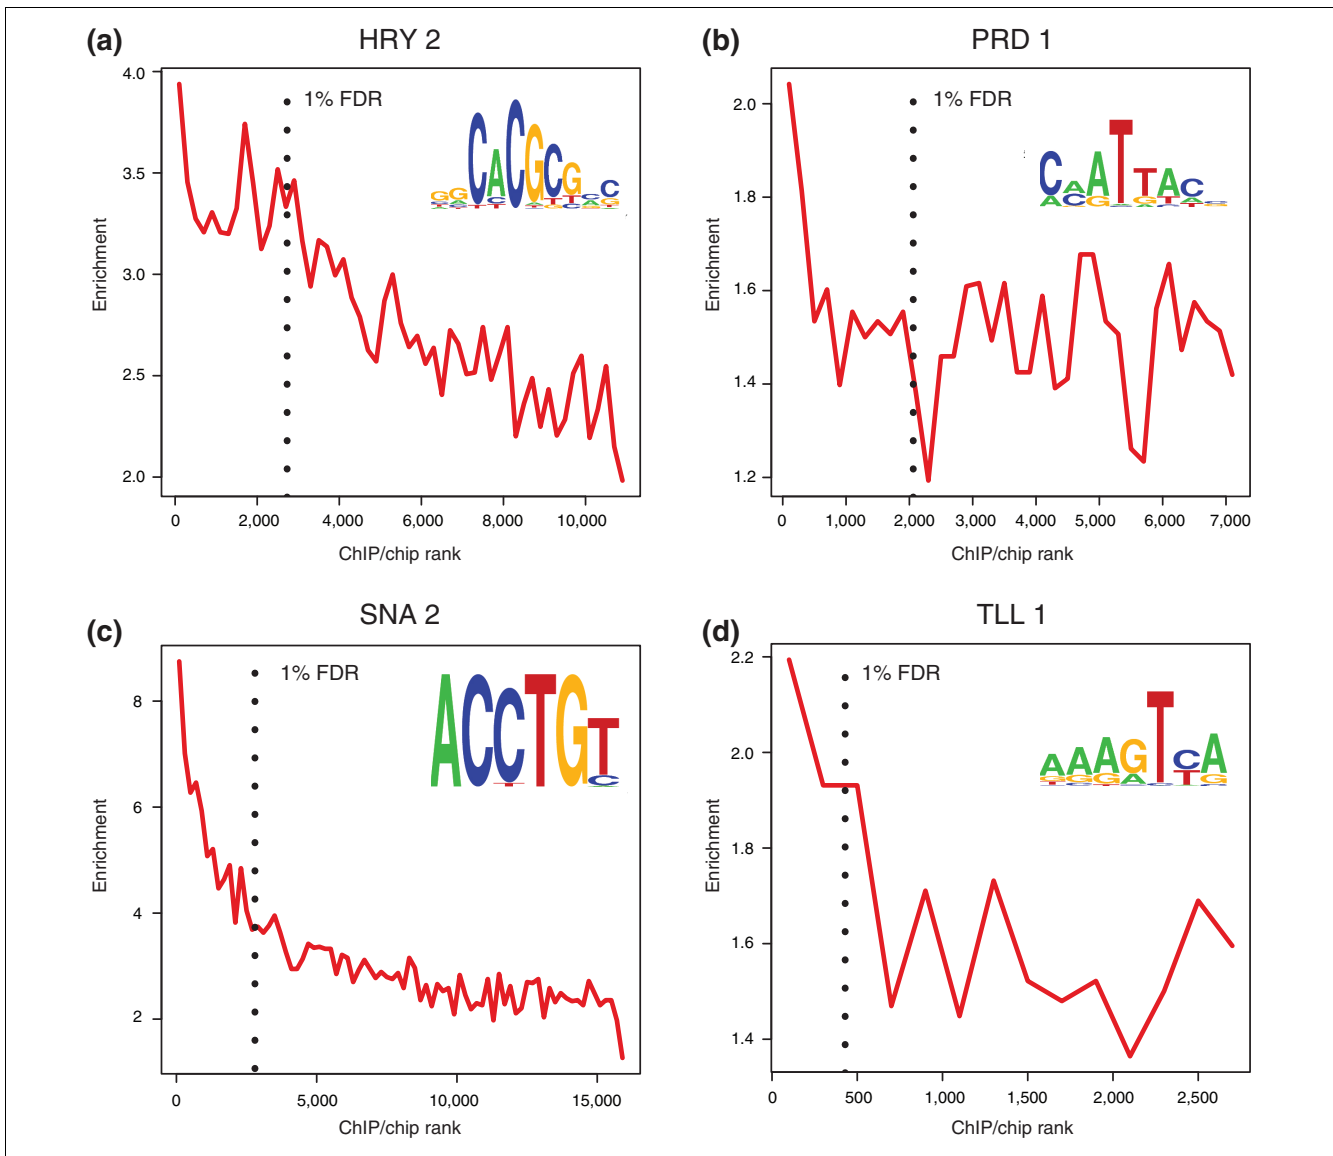 (a) HRY 2
4.0
3.5
3.0
2.5
2.0
Enrichment
1% FDR
CACGCG C
0 2,000 4,000 6,000 8,000 10,000
ChIP/chip rank
(b) PRD 1
2.0
1.8
1.6
1.4
1.2
Enrichment
1% FDR
CAATTAC
0 1,000 2,000 3,000 4,000 5,000 6,000 7,000
ChIP/chip rank
(c) SNA 2
8
6
4
2
Enrichment
1% FDR
ACCTGT
0 5,000 10,000 15,000
ChIP/chip rank
(d) TLL 1
2.2
2.0
1.8
1.6
1.4
Enrichment
1% FDR
AAAGTCA
0 500 1,000 1,500 2,000 2,500
ChIP/chip rank